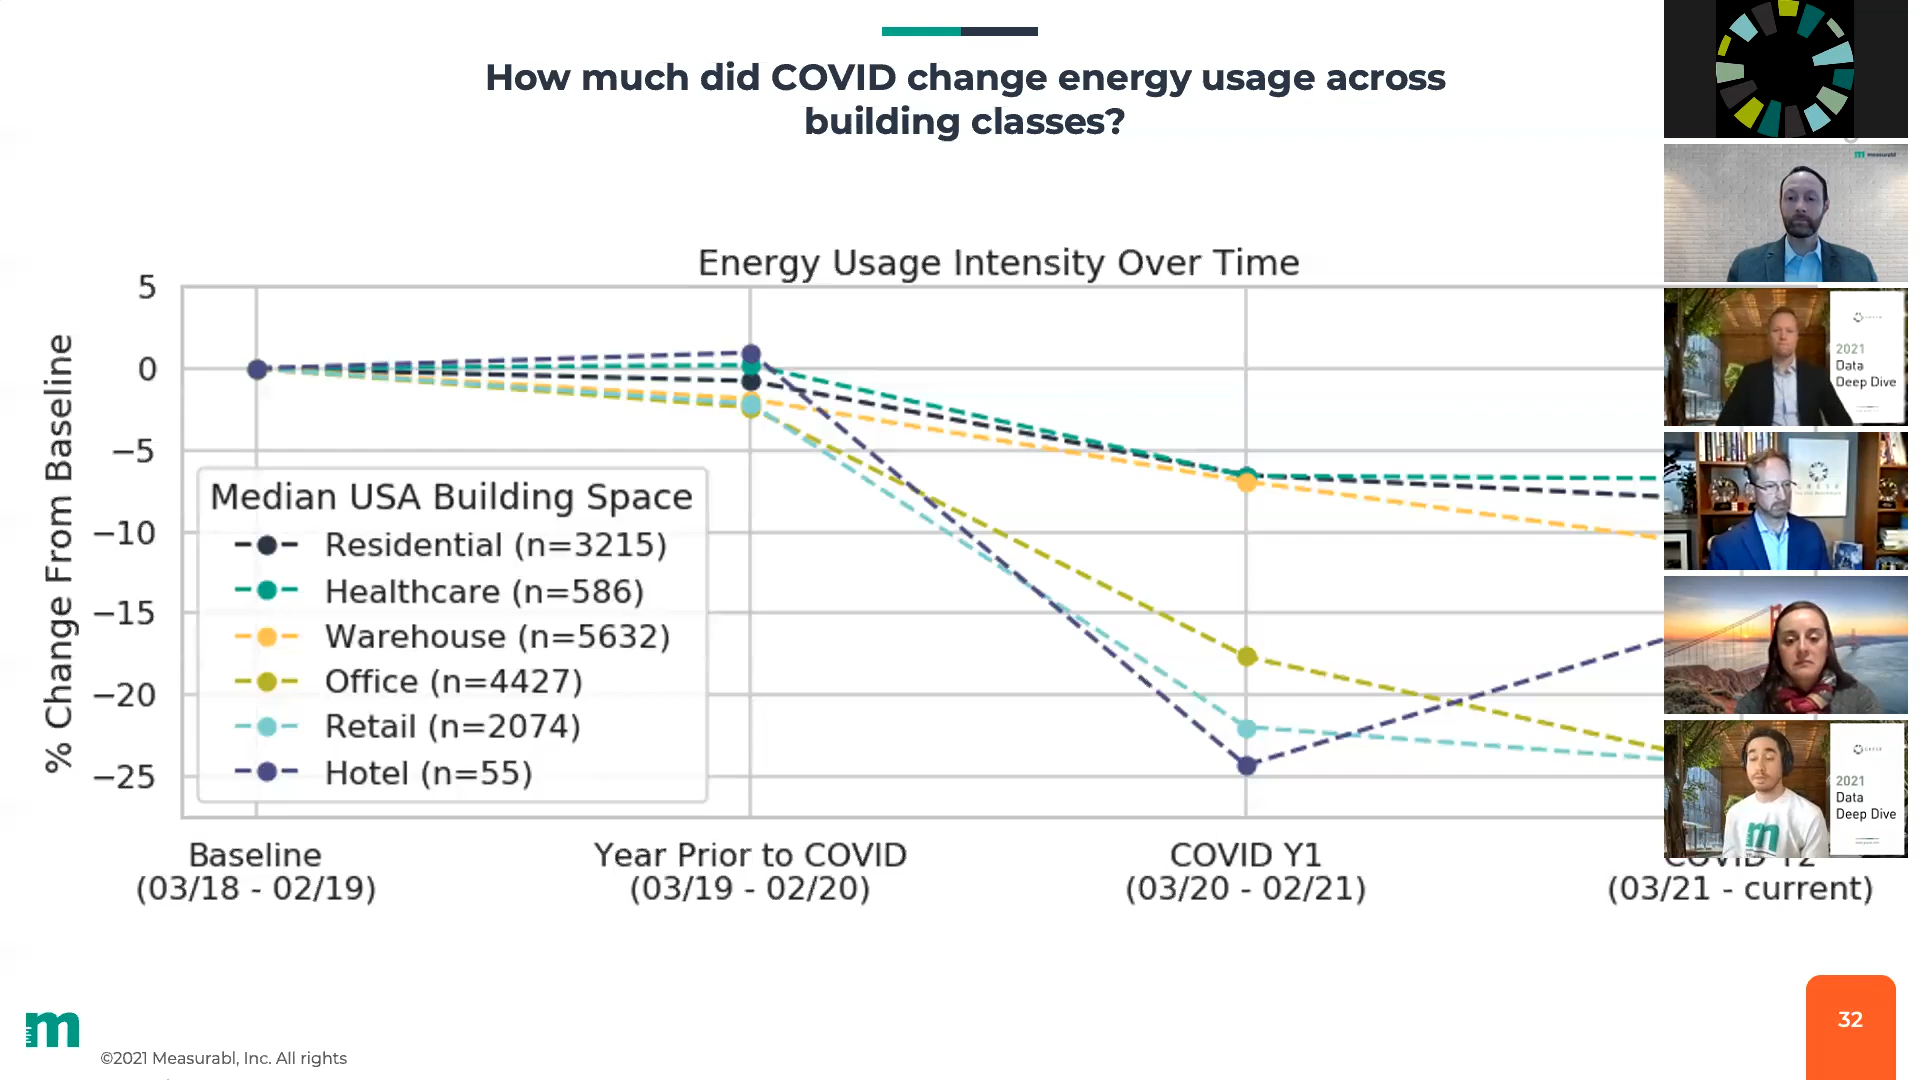 How much did COVID change energy usage across
building classes?
Energy Usage Intensity Over Time
% Change From Baseline
5
0
−5
−10
−15
−20
−25
Median USA Building Space
Residential (n=3215)
Healthcare (n=586)
Warehouse (n=5632)
Office (n=4427)
Retail (n=2074)
Hotel (n=55)
Baseline
(03/18 - 02/19)
Year Prior to COVID
(03/19 - 02/20)
COVID Y1
(03/20 - 02/21)
COVID Y2
(03/21 - current)
measurabl
2021
Data
Deep Dive
2021
Data
Deep Dive
m
m
©2021 Measurabl, Inc. All rights
32